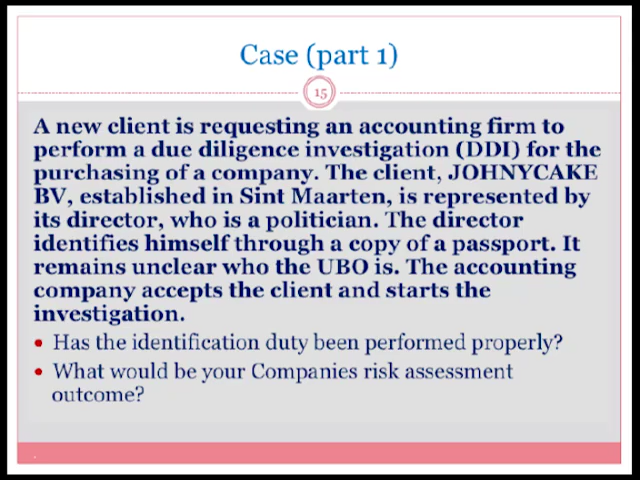 Case (part 1)
15
A new client is requesting an accounting firm to
perform a due diligence investigation (DDI) for the
purchasing of a company. The client, JOHNYCAKE
BV, established in Sint Maarten, is represented by
its director, who is a politician. The director
identifies himself through a copy of a passport. It
remains unclear who the UBO is. The accounting
company accepts the client and starts the
investigation.
• Has the identification duty been performed properly?
• What would be your Companies risk assessment
outcome?